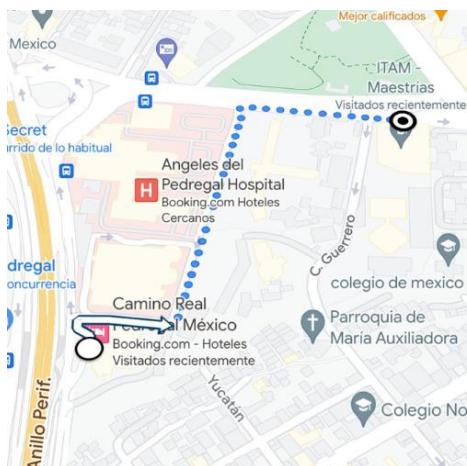 Mejor calificados
Mexico
ITAM -
Maestrías
Visitados recientemente
Secret
urrido de lo habitual
Angeles del
Pedregal Hospital
Booking.com Hoteles
Cercanos
H
C. Guerrero
dregal
oncurrencia
colegio de mexico
Camino Real
Pedregal México
Booking.com - Hoteles
Visitados recientemente
Parroquia de
María Auxiliadora
Yucatán
Anillo Perif.
Colegio No